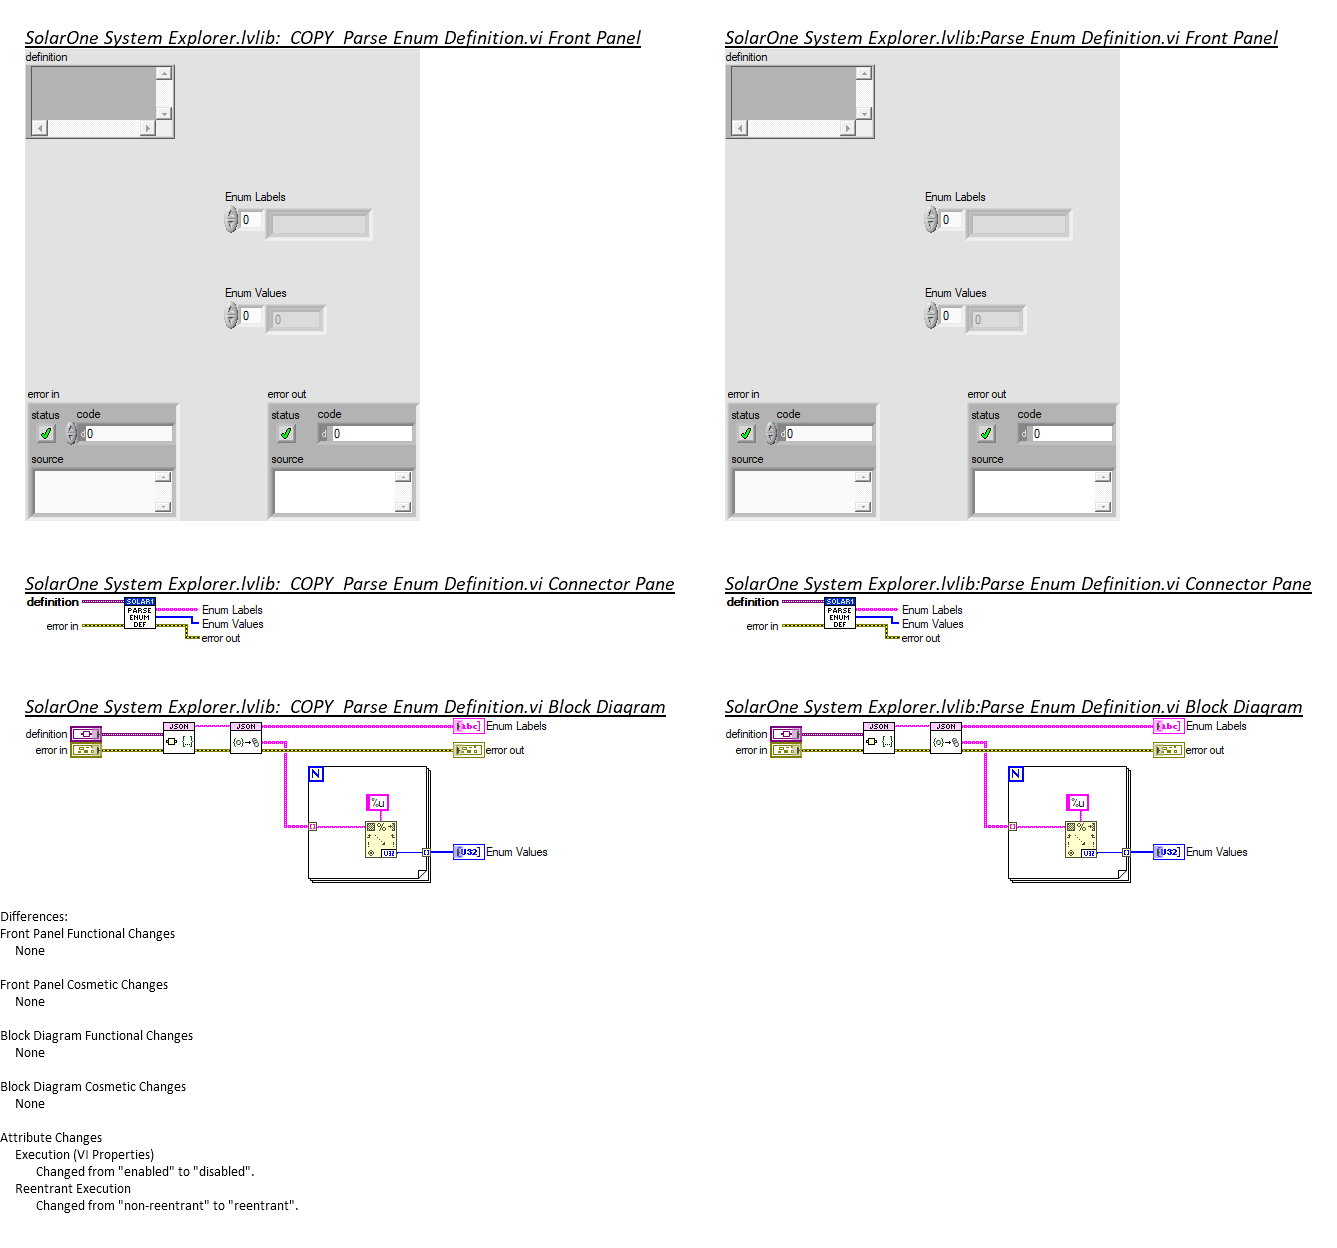 SolarOne System Explorer.lvlib:  COPY  Parse Enum Definition.vi Front Panel
definition
Enum Labels
0
Enum Values
0
0
error in
error out
status
code
status
code
d0
d 0
source
source
SolarOne System Explorer.lvlib:Parse Enum Definition.vi Front Panel
definition
Enum Labels
0
Enum Values
0
0
error in
error out
status
code
status
code
d0
d 0
source
source
SolarOne System Explorer.lvlib:  COPY  Parse Enum Definition.vi Connector Pane
definition
error in
SOLAR1
PARSE
ENUM
DEF
Enum Labels
Enum Values
error out
SolarOne System Explorer.lvlib:Parse Enum Definition.vi Connector Pane
definition
error in
SOLAR1
PARSE
ENUM
DEF
Enum Labels
Enum Values
error out
SolarOne System Explorer.lvlib:  COPY  Parse Enum Definition.vi Block Diagram
definition
error in
JSON
JSON
abc
Enum Labels
error out
N
%u
%
U32
U32
Enum Values
SolarOne System Explorer.lvlib:Parse Enum Definition.vi Block Diagram
definition
error in
JSON
JSON
abc
Enum Labels
error out
N
%u
%
U32
U32
Enum Values
Differences:
Front Panel Functional Changes
None
Front Panel Cosmetic Changes
None
Block Diagram Functional Changes
None
Block Diagram Cosmetic Changes
None
Attribute Changes
Execution (VI Properties)
Changed from "enabled" to "disabled".
Reentrant Execution
Changed from "non-reentrant" to "reentrant".